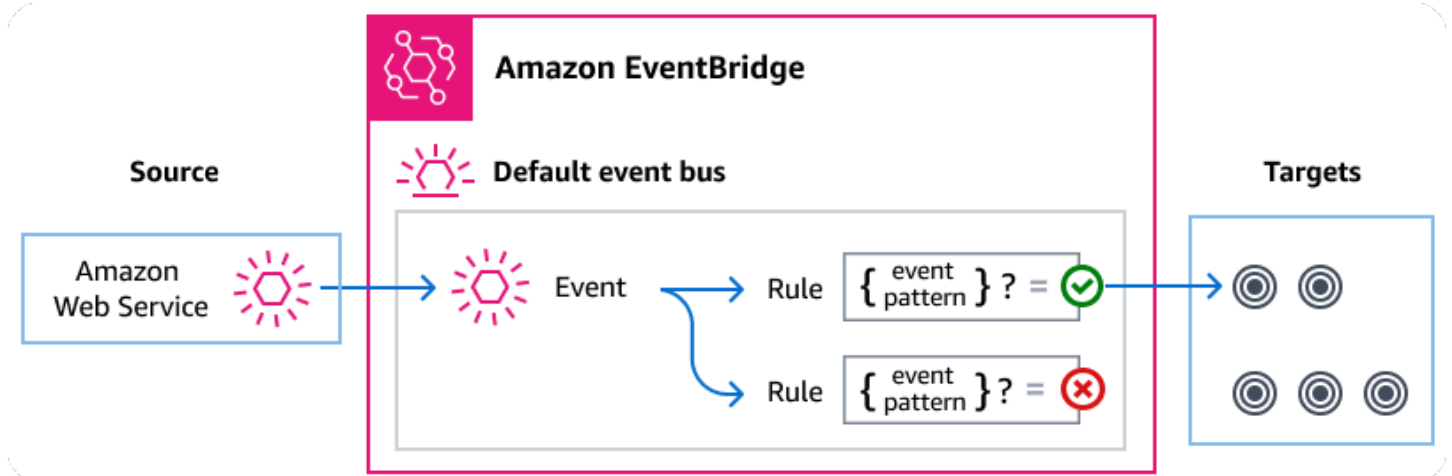 Amazon EventBridge
Source
Default event bus
Targets
Amazon
Web Service
Event
Rule
{ event
pattern } ? =
Rule
{ event
pattern } ? =